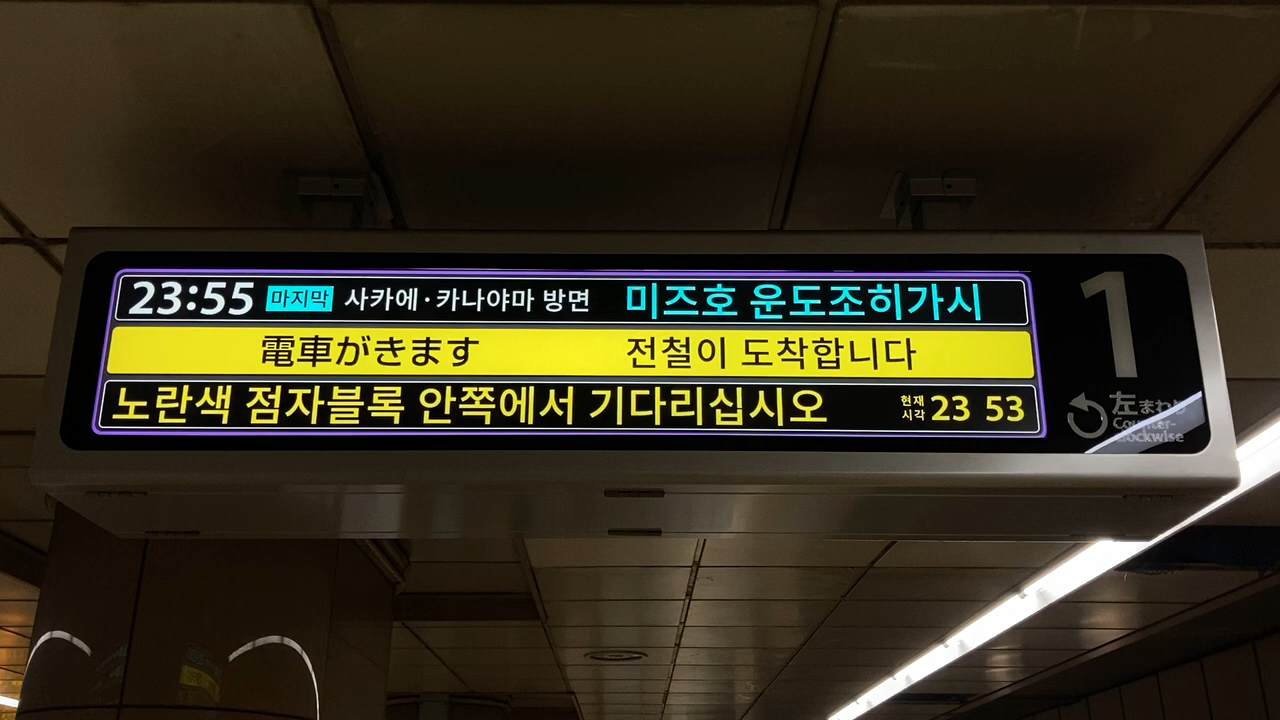 23:55 마지막 사카에·카나야마 방면 미즈호 운도조히가시
電車がきます 전철이 도착합니다
노란색 점자블록 안쪽에서 기다리십시오 현재 시각 23 53
1
左まわり
Counter-
clockwise